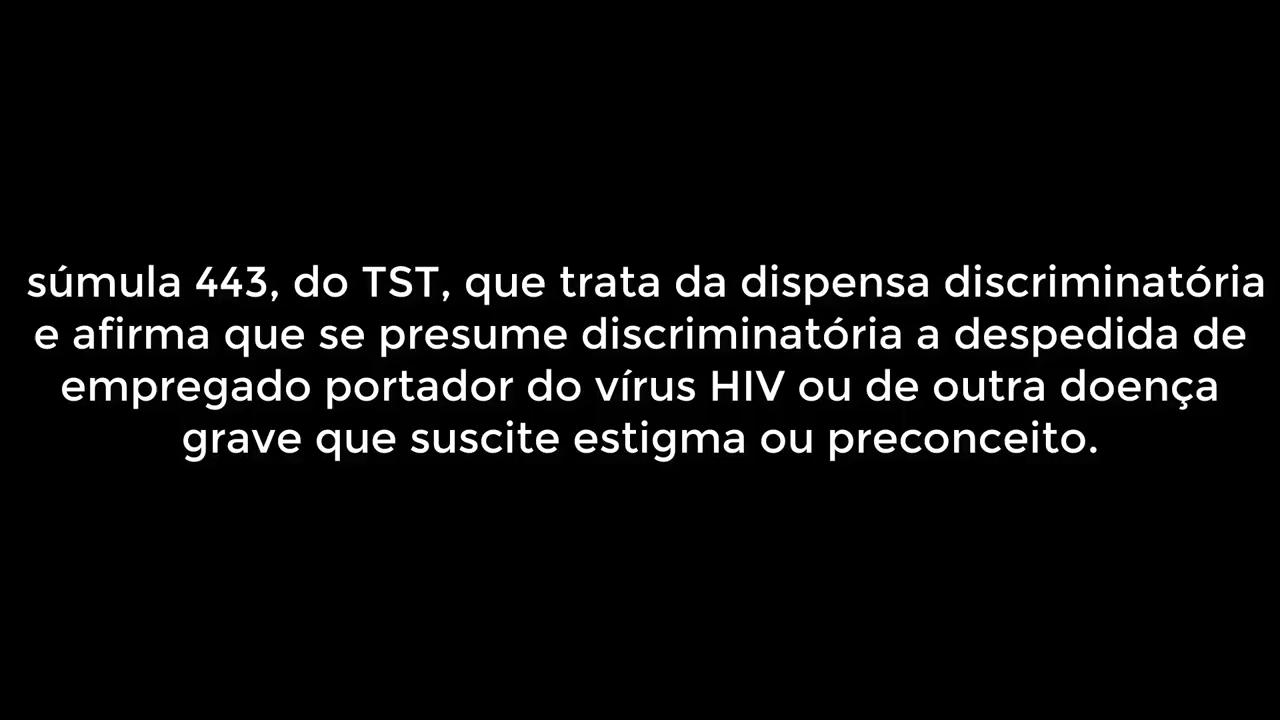 súmula 443, do TST, que trata da dispensa discriminatória
e afirma que se presume discriminatória a despedida de
empregado portador do vírus HIV ou de outra doença
grave que suscite estigma ou preconceito.